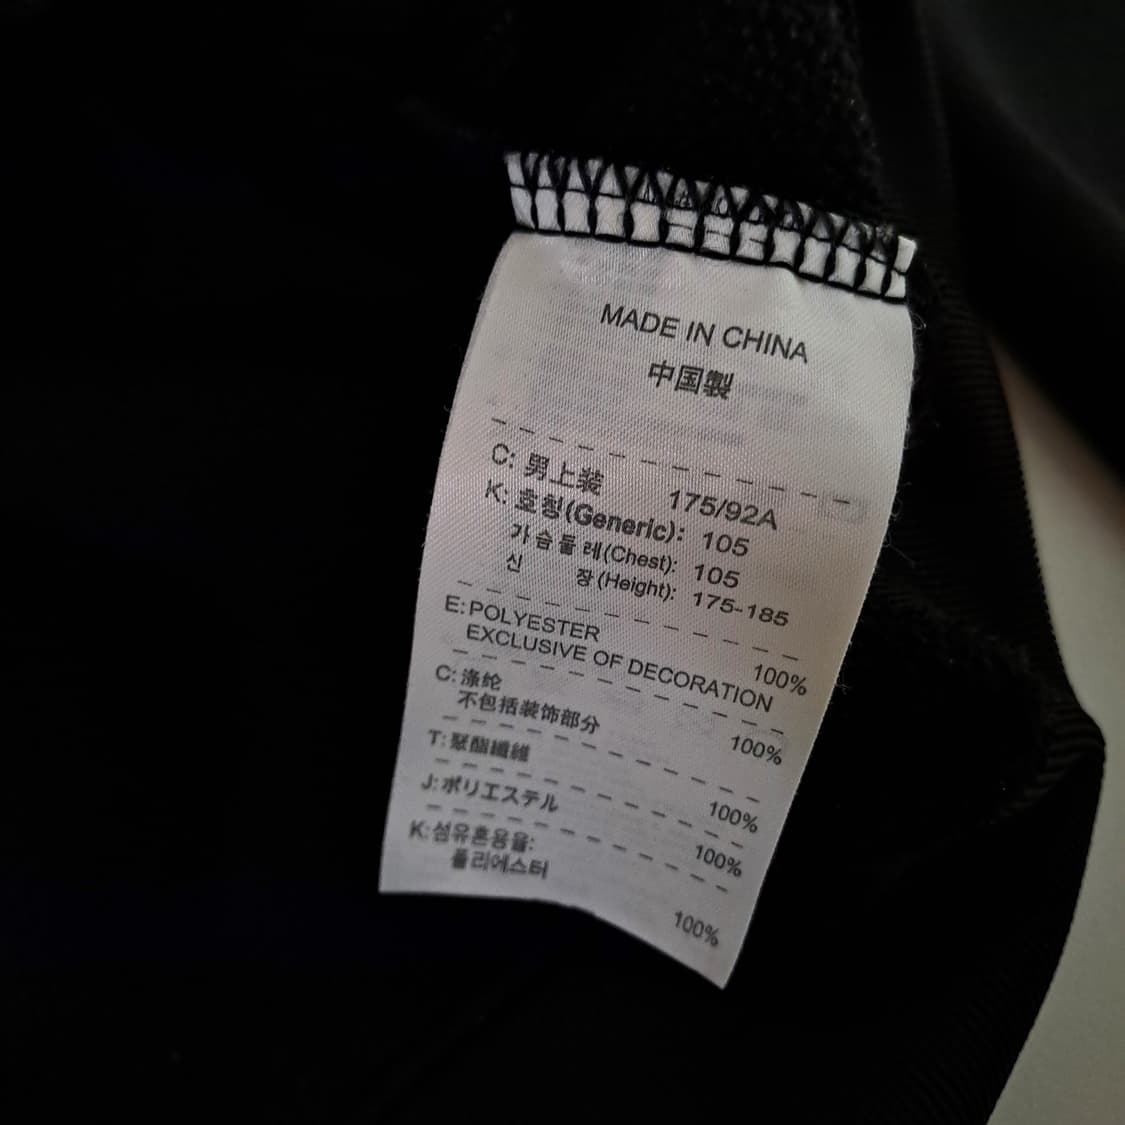 MADE IN CHINA
中国製
C: 男上装 175/92A
K: 호칭(Generic): 105
가슴둘레(Chest): 105
신 장(Height): 175-185
E: POLYESTER 100%
EXCLUSIVE OF DECORATION
C: 涤纶 100%
不包括装饰部分
T: 聚酯纖維 100%
J: ポリエステル 100%
K: 섬유혼용율:
폴리에스터 100%